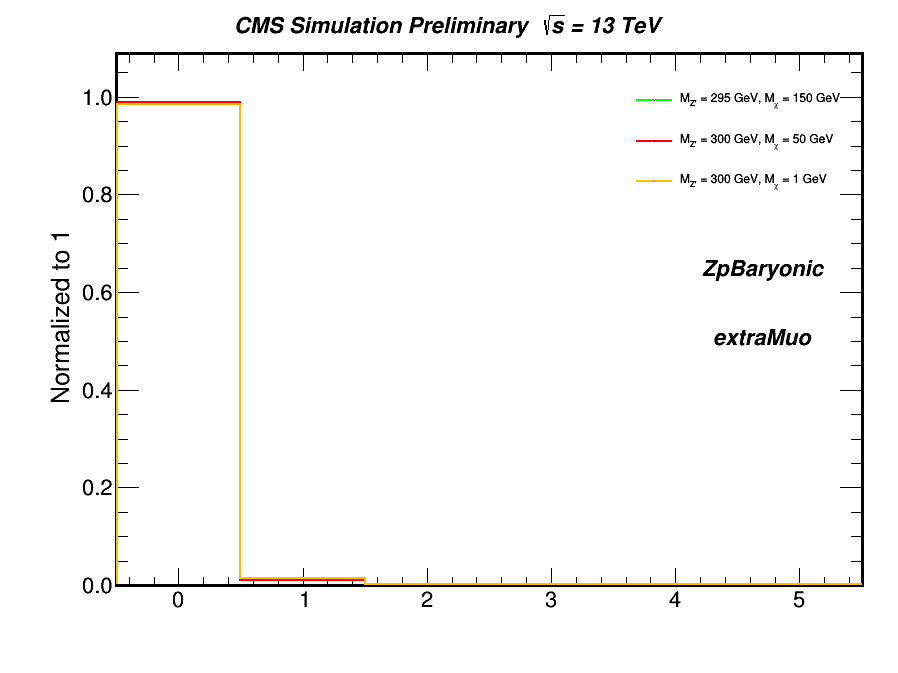 CMS Simulation Preliminary √s = 13 TeV
Normalized to 1
1.0
0.8
0.6
0.4
0.2
0.0
0 1 2 3 4 5
M_Z' = 295 GeV, M_χ = 150 GeV
M_Z' = 300 GeV, M_χ = 50 GeV
M_Z' = 300 GeV, M_χ = 1 GeV
ZpBaryonic
extraMuo